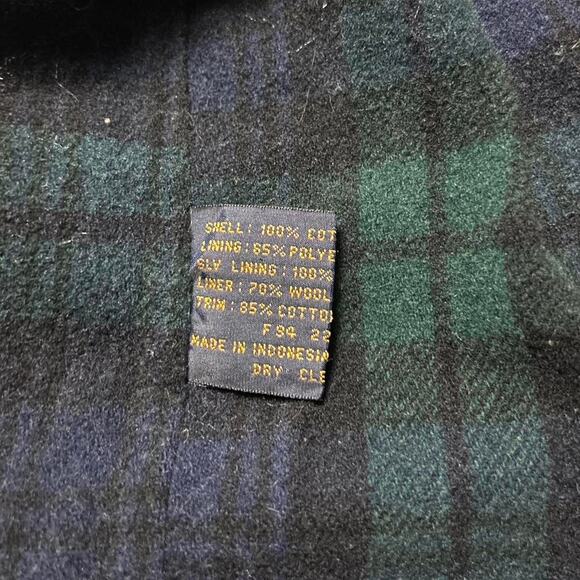 SHELL: 100% COT
LINING: 65% POLYE
SLV LINING: 100%
LINER: 70% WOOL
TRIM: 85% COTTO
F94 22
MADE IN INDONESIA
DRY CLE